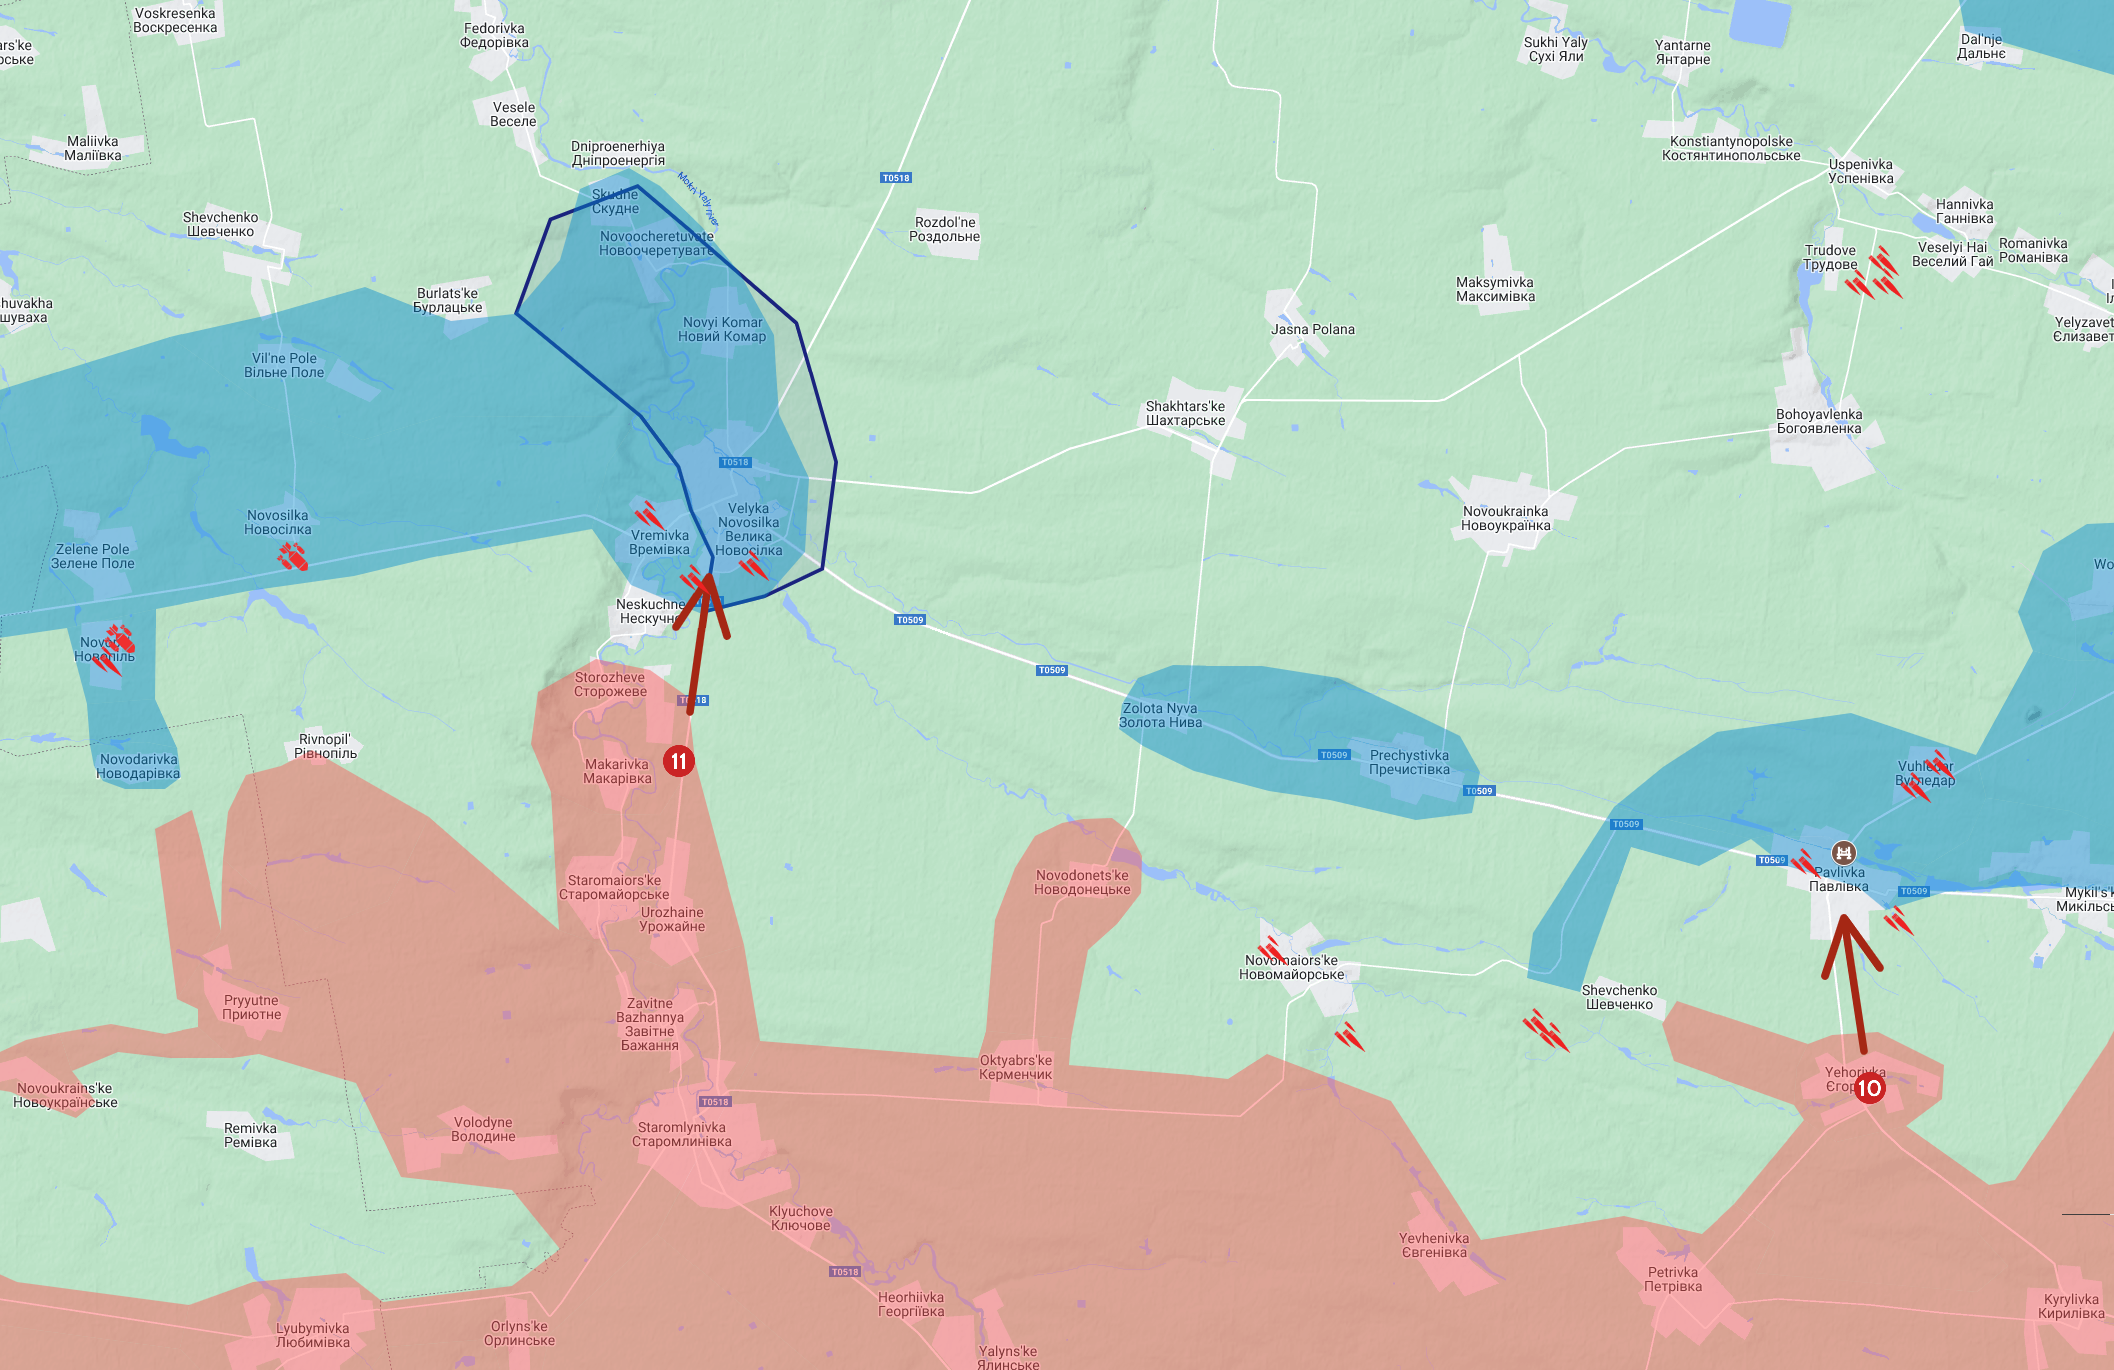 Voskresenka
Воскресенка
Fedorivka
Федорівка
Sukhi Yaly
Сухі Яли
Yantarne
Янтарне
Dal'nje
Дальнє
ars'ke
рське
Vesele
Веселе
Maliivka
Маліївка
Dniproenerhiya
Дніпроенергія
Konstiantynopolske
Костянтинопольське
Uspenivka
Успенівка
T0518
Mokri Yaly river
Skudne
Скудне
Shevchenko
Шевченко
Rozdol'ne
Роздольне
Hannivka
Ганнівка
Novoocheretuvate
Новоочеретувате
Trudove
Трудове
Veselyi Hai
Веселий Гай
Romanivka
Романівка
Burlats'ke
Бурлацьке
huvakha
шуваха
Maksymivka
Максимівка
Novyi Komar
Новий Комар
Jasna Polana
Yelyzavet
Єлизавет
Vil'ne Pole
Вільне Поле
Shakhtars'ke
Шахтарське
Bohoyavlenka
Богоявленка
T0518
Novosilka
Новосілка
Velyka
Novosilka
Велика
Новосілка
Novoukrainka
Новоукраїнка
Vremivka
Времівка
Zelene Pole
Зелене Поле
Wo
Neskuchne
Нескучне
T0509
Новопіль
T0509
Storozheve
Сторожеве
Zolota Nyva
Золота Нива
Rivnopil'
Рівнопіль
Novodarivka
Новодарівка
Makarivka
Макарівка
11
T0509
Prechystivka
Пречистівка
T0509
Vuhledar
Вугледар
T0509
T0509
Pavlivka
Павлівка
T0509
Mykil's'k
Микільсь
Staromaiors'ke
Старомайорське
Novodonets'ke
Новодонецьке
Urozhaine
Урожайне
Novomaiors'ke
Новомайорське
Shevchenko
Шевченко
Pryyutne
Приютне
Zavitne
Bazhannya
Завітне
Бажання
Oktyabrs'ke
Керменчик
Yehorivka
10
Novoukrains'ke
Новоукраїнське
T0518
Remivka
Ремівка
Volodyne
Володине
Staromlynivka
Старомлинівка
Klyuchove
Ключове
Yevhenivka
Євгенівка
T0518
Petrivka
Петрівка
Heorhiivka
Георгіївка
Kyrylivka
Кирилівка
Lyubymivka
Любимівка
Orlyns'ke
Орлинське
Yalyns'ke
Ялинське